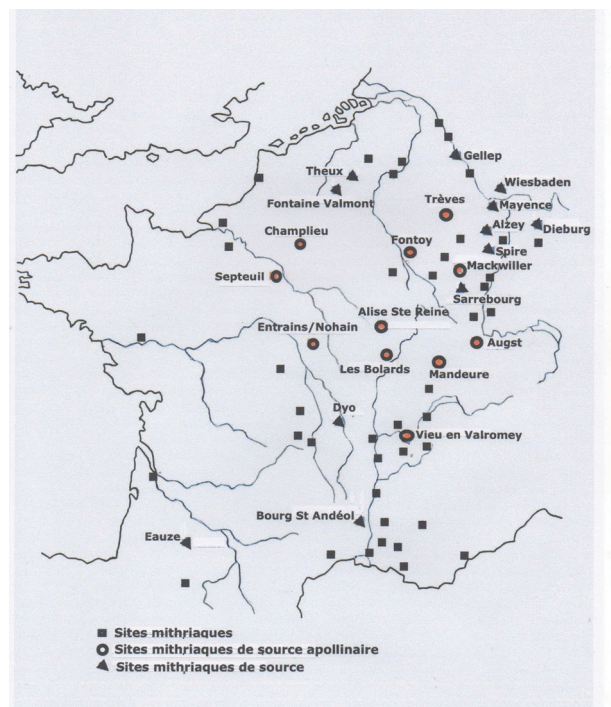 Gellep
Theux
Wiesbaden
Fontaine Valmont
Trèves
Mayence
Alzey
Dieburg
Champlieu
Fontoy
Spire
Mackwiller
Septeuil
Sarrebourg
Alise Ste Reine
Entrains/Nohain
Augst
Les Bolards
Mandeure
Dyo
Vieu en Valromey
Bourg St Andéol
Eauze
Sites mithriaques
Sites mithriaques de source apollinaire
Sites mithriaques de source